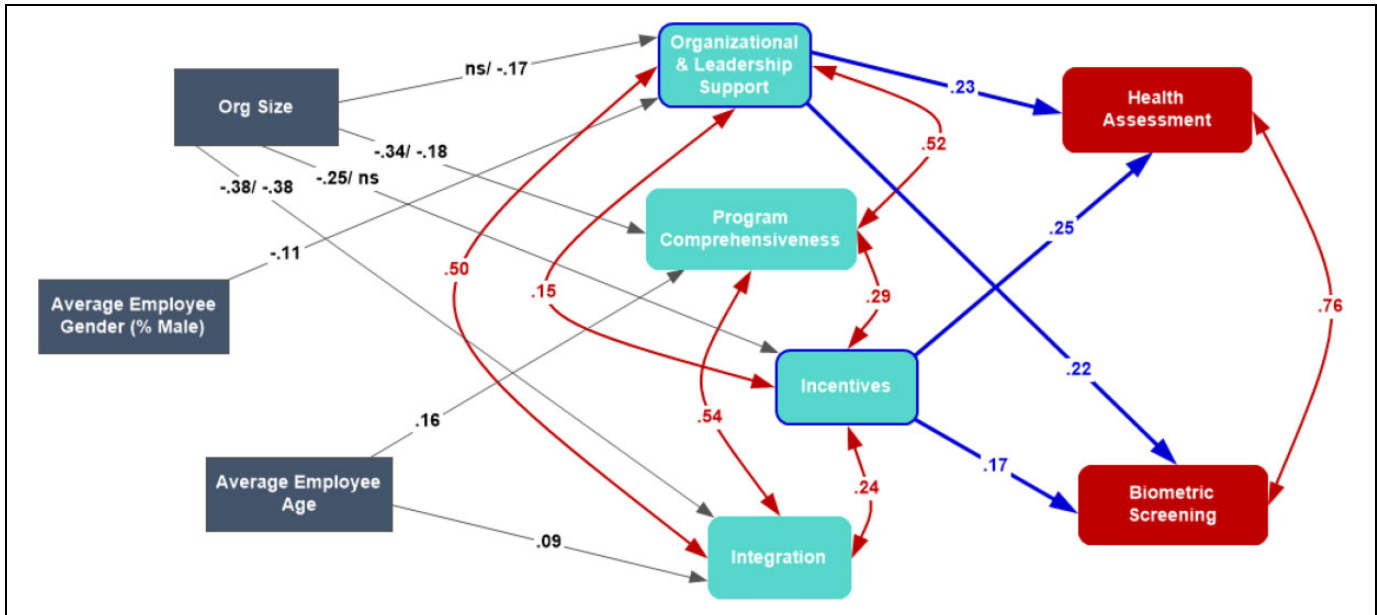 Organizational
& Leadership
Support
ns/ -.17
Org Size
.23
Health
Assessment
-.34/ -.18
.52
-.25/ ns
-.38/ -.38
Program
Comprehensiveness
.25
-.11
.50
.15
.29
.76
Average Employee
Gender (% Male)
Incentives
.22
.16
.54
.17
.24
Average Employee
Age
Biometric
Screening
.09
Integration